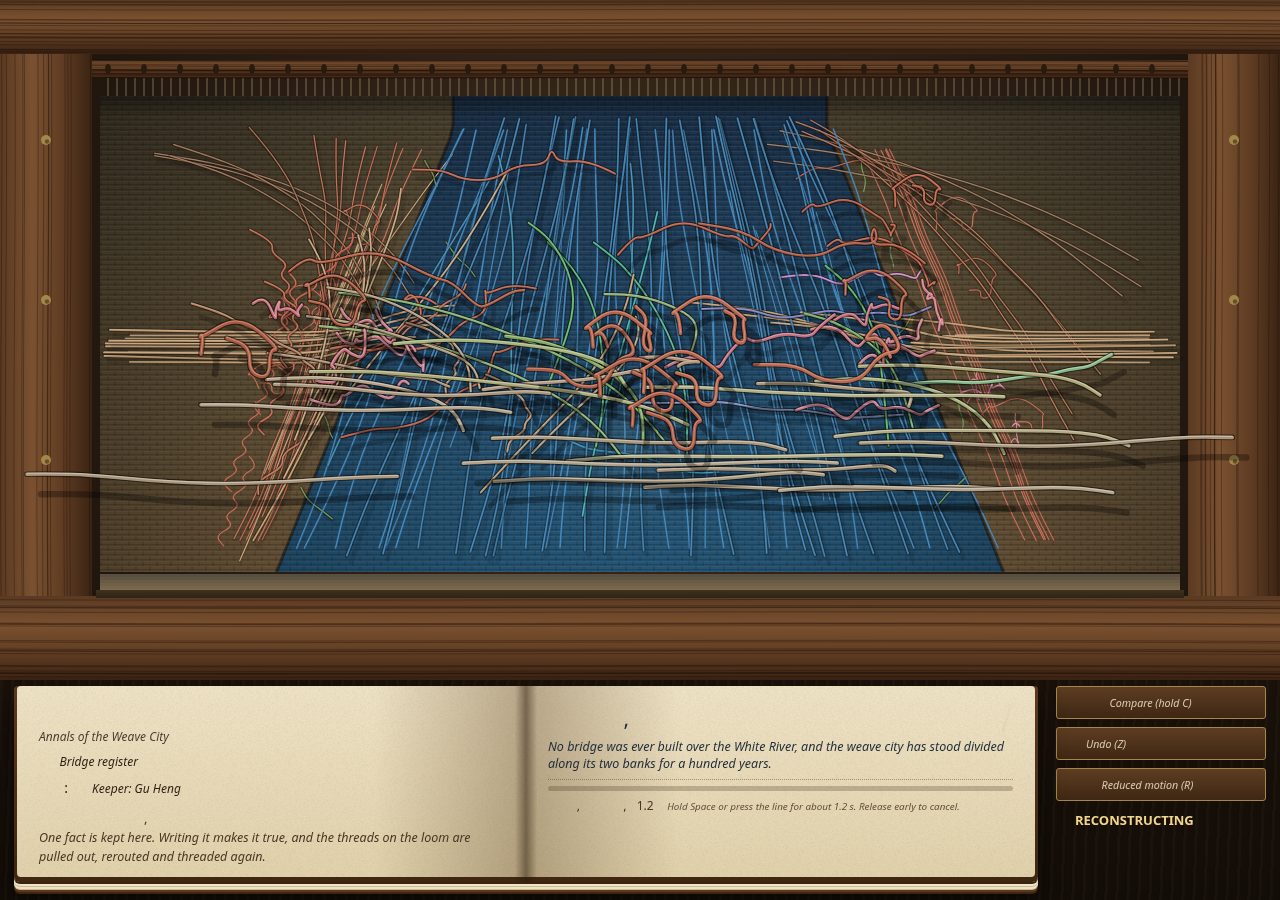 Annals of the Weave City
Bridge register
: Keeper: Gu Heng
,
One fact is kept here. Writing it makes it true, and the threads on the loom are
pulled out, rerouted and threaded again.
,
No bridge was ever built over the White River, and the weave city has stood divided
along its two banks for a hundred years.
, , 1.2 Hold Space or press the line for about 1.2 s. Release early to cancel.
Compare (hold C)
Undo (Z)
Reduced motion (R)
RECONSTRUCTING